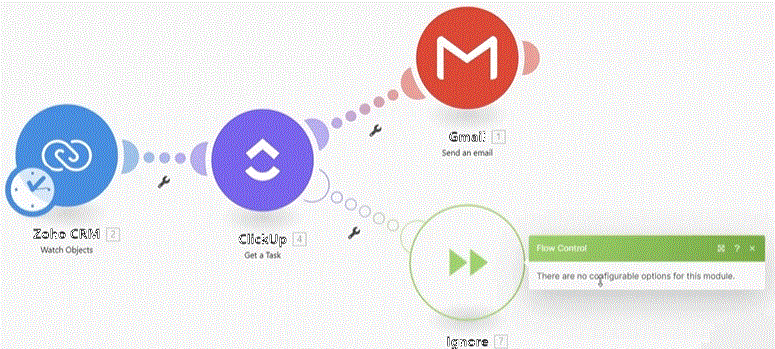 Gmail 1
Send an email
Zoho CRM 2
Watch Objects
ClickUp 4
Get a Task
Flow Control ? ×
There are no configurable options for this module.
Ignore 7